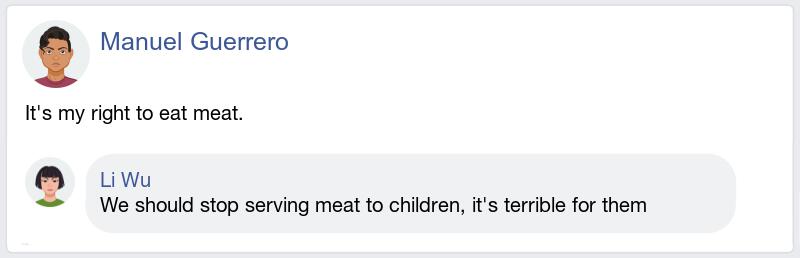 Manuel Guerrero
It's my right to eat meat.
Li Wu
We should stop serving meat to children, it's terrible for them